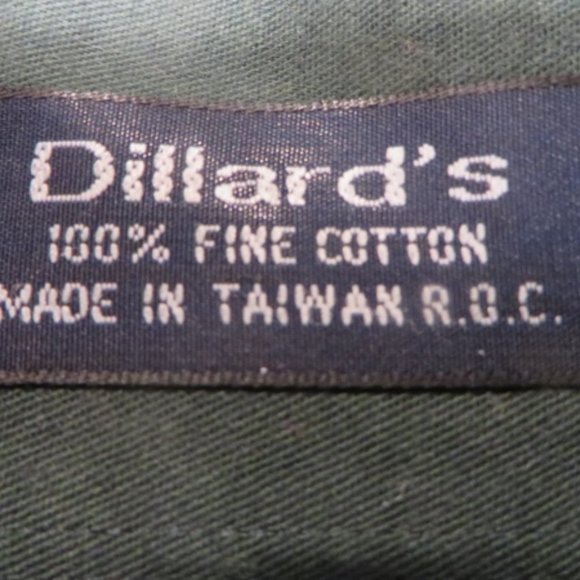 Dillard's
100% FINE COTTON
MADE IN TAIWAN R.O.C.